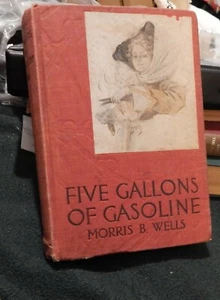 FIVE GALLONS
OF GASOLINE
MORRIS B. WELLS